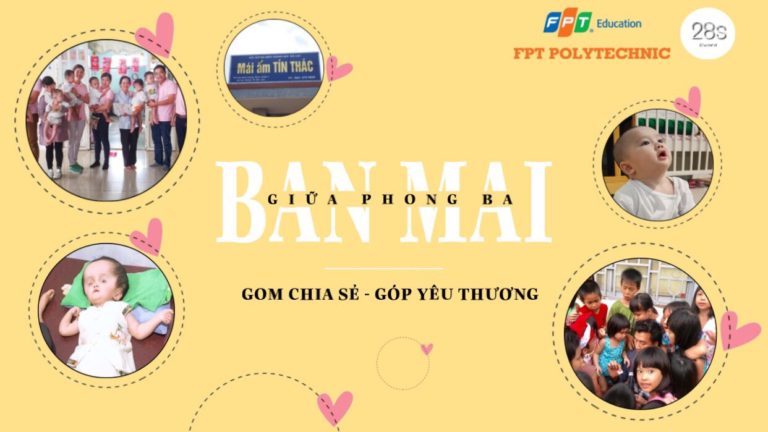 FPT Education
FPT POLYTECHNIC
28s
Mái ấm TÍN THÁC
BAN MAI
GIỮA PHONG BA
GOM CHIA SẺ - GÓP YÊU THƯƠNG